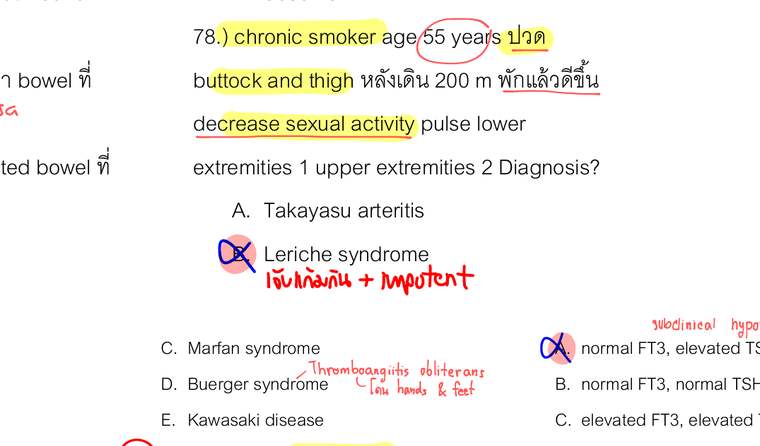 78.) chronic smoker age 55 years ปวด
buttock and thigh หลังเดิน 200 m พักแล้วดีขึ้น
decrease sexual activity pulse lower
extremities 1 upper extremities 2 Diagnosis?
A. Takayasu arteritis
B. Leriche syndrome
เจ็บแก้มก้น + impotent
C. Marfan syndrome
Thromboangiitis obliterans
D. Buerger syndrome
โดน hands & feet
E. Kawasaki disease
bowel ที่
ted bowel ที่
subclinical hypo
A. normal FT3, elevated TS
B. normal FT3, normal TSH
C. elevated FT3, elevated